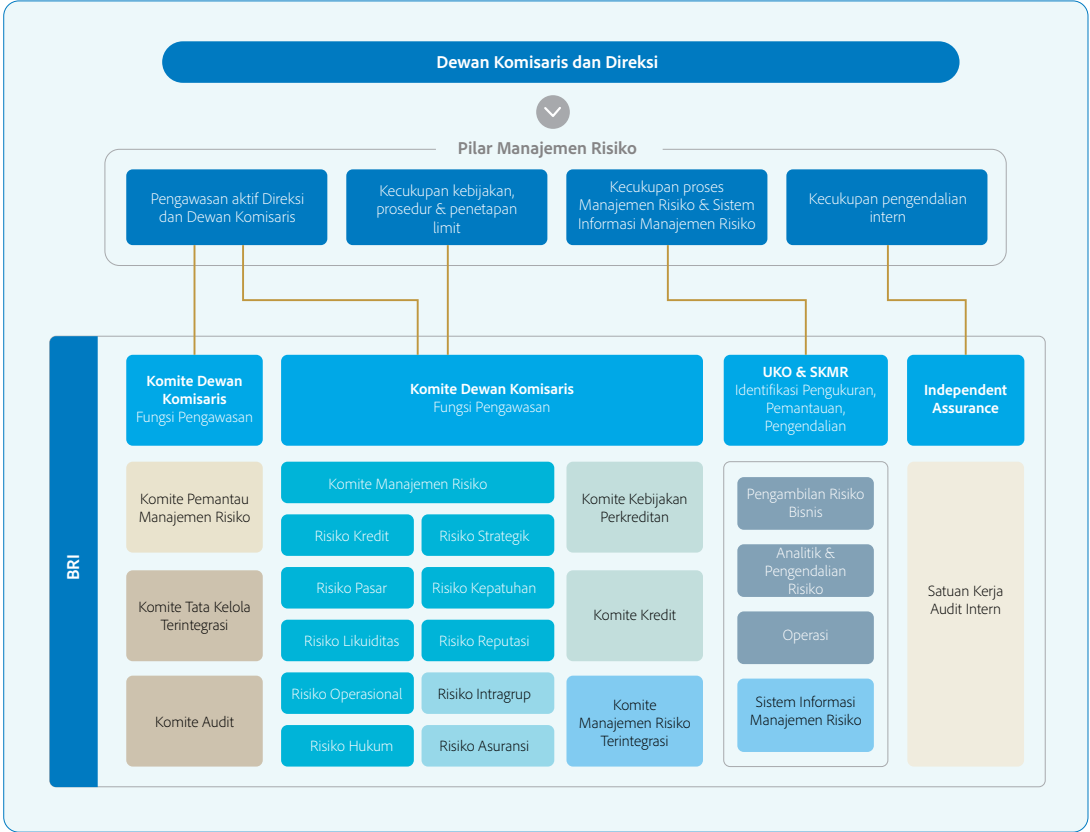 Dewan Komisaris dan Direksi
Pilar Manajemen Risiko
Pengawasan aktif Direksi
dan Dewan Komisaris
Kecukupan kebijakan,
prosedur & penetapan
limit
Kecukupan proses
Manajemen Risiko & Sistem
Informasi Manajemen Risiko
Kecukupan pengendalian
intern
BRI
Komite Dewan
Komisaris
Fungsi Pengawasan
Komite Dewan Komisaris
Fungsi Pengawasan
UKO & SKMR
Identifikasi Pengukuran,
Pemantauan,
Pengendalian
Independent
Assurance
Komite Pemantau
Manajemen Risiko
Komite Tata Kelola
Terintegrasi
Komite Audit
Komite Manajemen Risiko
Risiko Kredit
Risiko Strategik
Risiko Pasar
Risiko Kepatuhan
Risiko Likuiditas
Risiko Reputasi
Risiko Operasional
Risiko Intragrup
Risiko Hukum
Risiko Asuransi
Komite Kebijakan
Perkreditan
Komite Kredit
Komite
Manajemen Risiko
Terintegrasi
Pengambilan Risiko
Bisnis
Analitik &
Pengendalian
Risiko
Operasi
Sistem Informasi
Manajemen Risiko
Satuan Kerja
Audit Intern